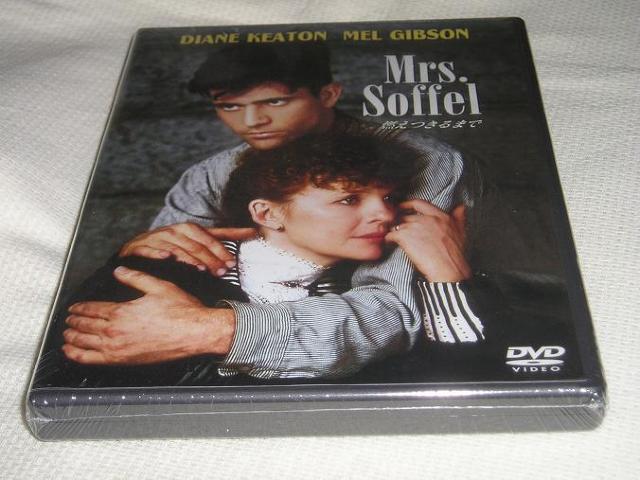 DIANE KEATON MEL GIBSON
Mrs.
Soffel
燃えつきるまで
DVD
VIDEO